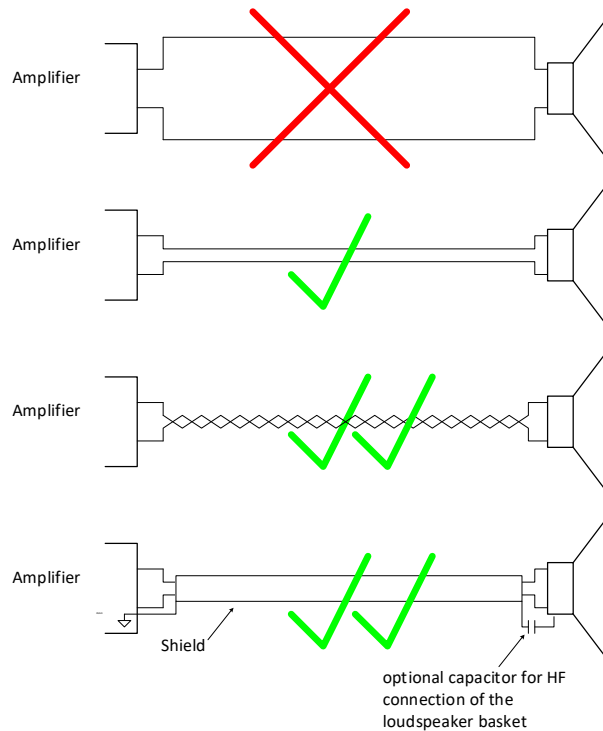 Amplifier
Amplifier
Amplifier
Amplifier
Shield
optional capacitor for HF
connection of the
loudspeaker basket